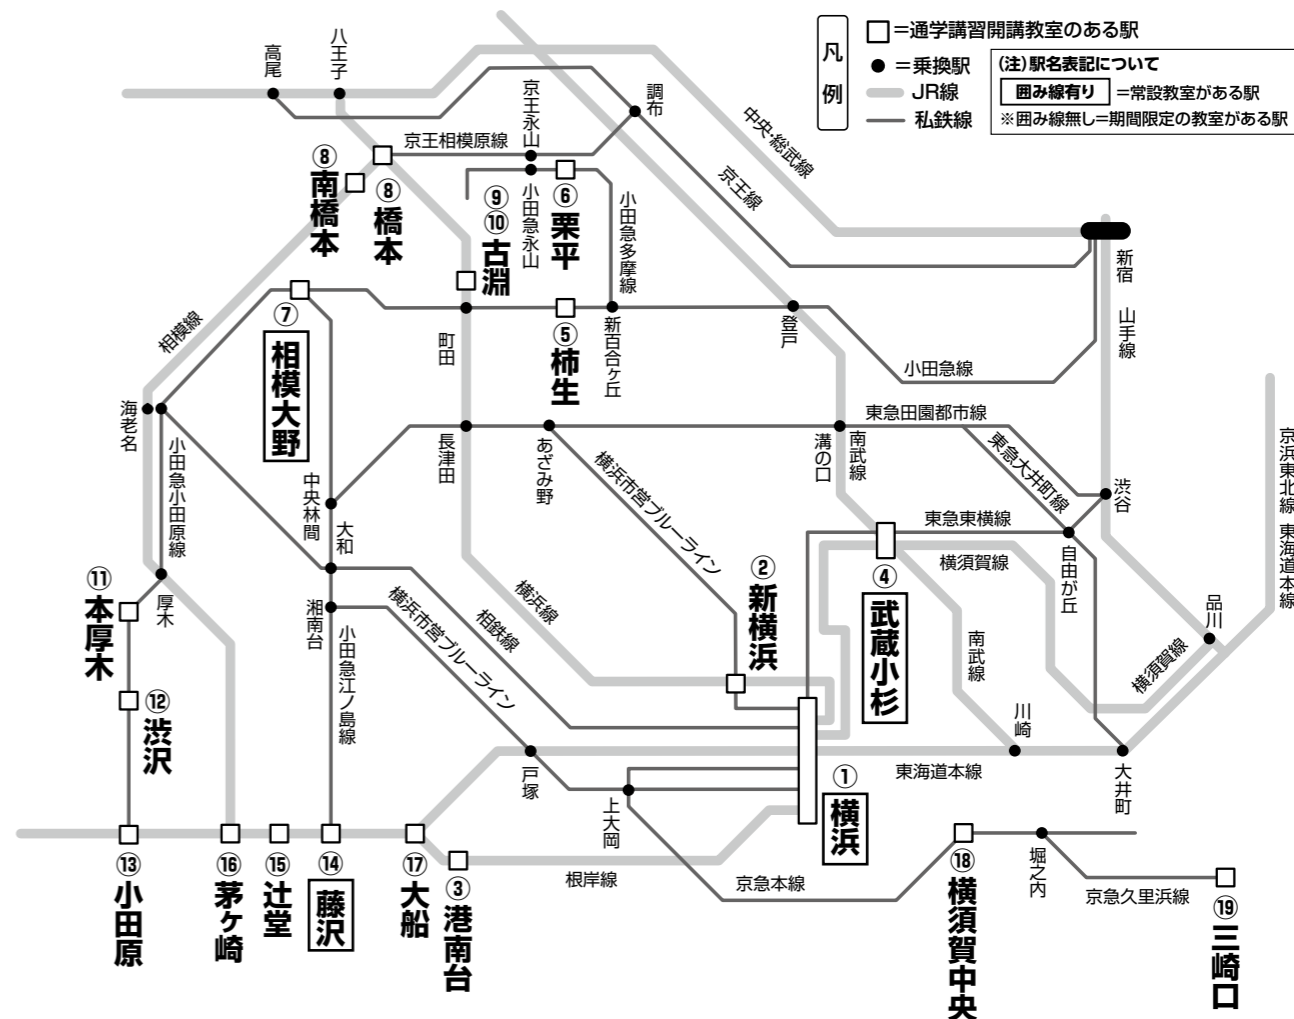 凡例
□＝通学講習開講教室のある駅
●＝乗換駅
JR線
私鉄線
(注)駅名表記について
囲み線有り＝常設教室がある駅
※囲み線無し＝期間限定の教室がある駅
高尾
八王子
京王永山
調布
中央・総武線
京王相模原線
京王線
⑧南橋本
⑧橋本
⑨⑩古淵
小田急永山
⑥栗平
小田急多摩線
新宿
山手線
相模線
⑦相模大野
町田
⑤柿生
新百合ヶ丘
登戸
小田急線
海老名
小田急小田原線
中央林間
長津田
あざみ野
溝の口
南武線
東急田園都市線
東急大井町線
渋谷
京浜東北線
東海道本線
大和
横浜市営ブルーライン
東急東横線
横須賀線
自由が丘
品川
⑪本厚木
厚木
湘南台
小田急江ノ島線
横浜市営ブルーライン
相鉄線
横浜線
②新横浜
④武蔵小杉
南武線
横須賀線
⑫渋沢
川崎
戸塚
上大岡
①横浜
東海道本線
大井町
⑬小田原
⑯茅ヶ崎
⑮辻堂
⑭藤沢
⑰大船
③港南台
根岸線
京急本線
⑱横須賀中央
堀之内
京急久里浜線
⑲三崎口